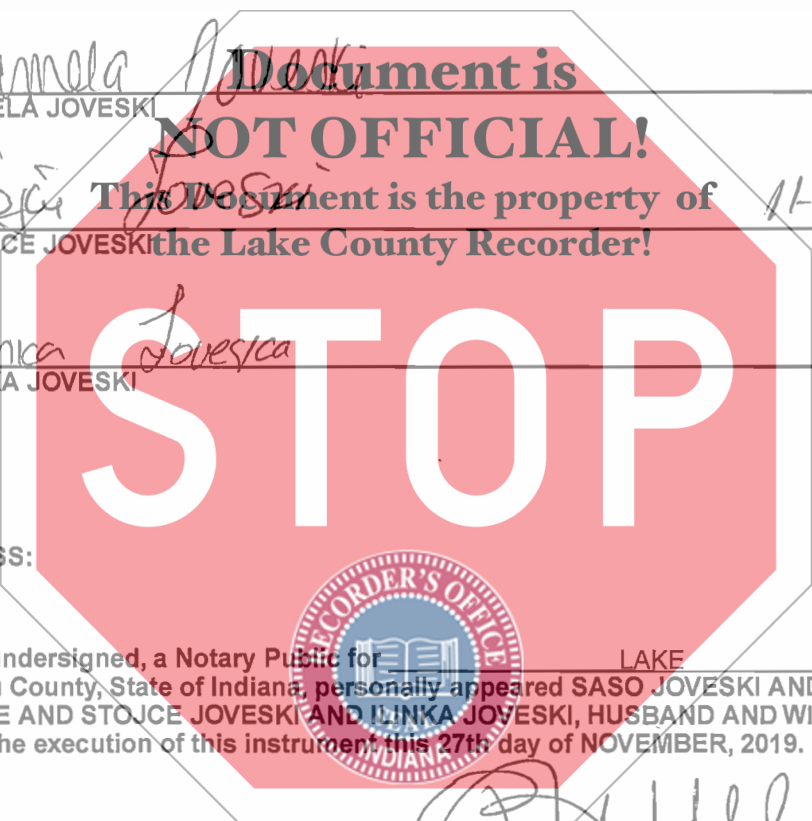 Document is
ELA JOVESKI
NOT OFFICIAL!
This Document is the property of
CE JOVESKI
the Lake County Recorder!
A JOVESKI
STOP
SS:
RECORDER'S OFFICE
INDIANA
undersigned, a Notary Public for LAKE
County, State of Indiana, personally appeared SASO JOVESKI AND
E AND STOJCE JOVESKI AND ILINKA JOVESKI, HUSBAND AND WI
he execution of this instrument this 27th day of NOVEMBER, 2019.